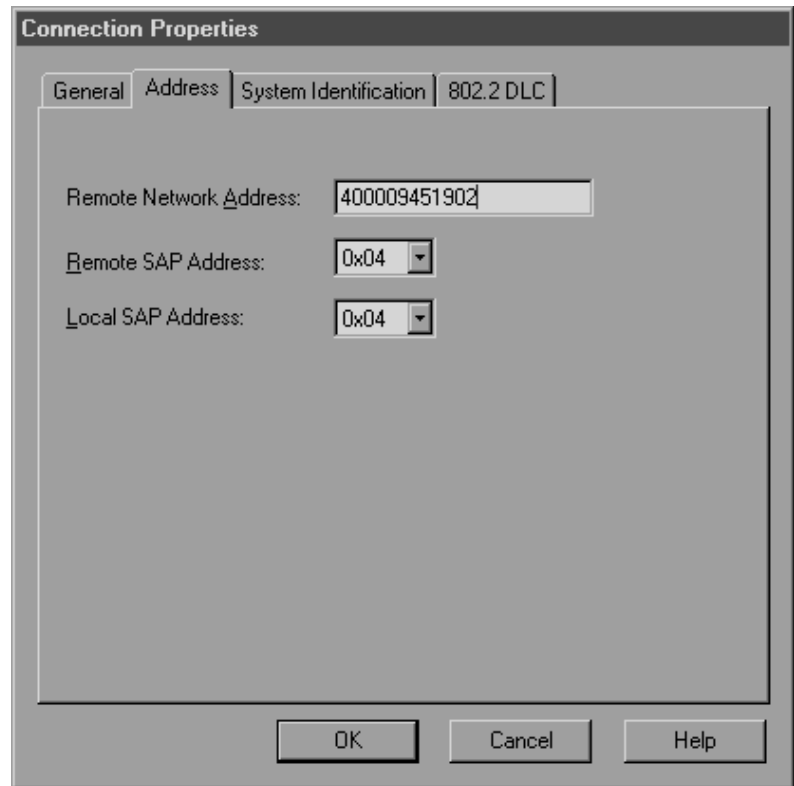 Connection Properties
General Address System Identification 802.2 DLC
Remote Network Address: 400009451902
Remote SAP Address: 0x04
Local SAP Address: 0x04
OK Cancel Help